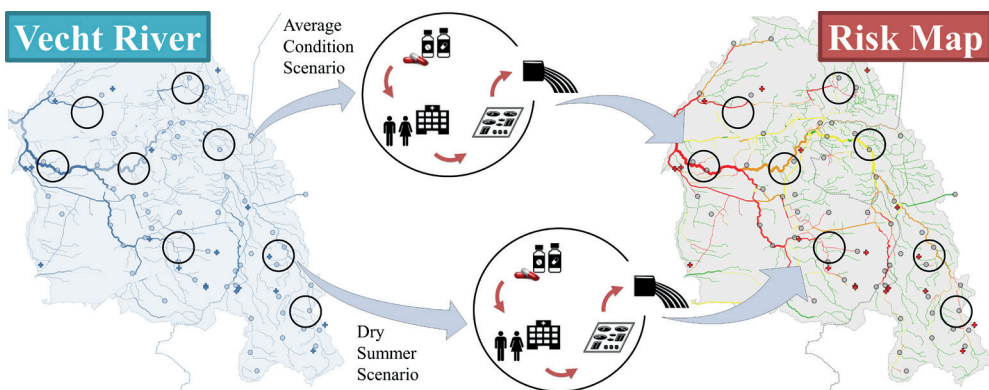 Vecht River
Average
Condition
Scenario
Risk Map
Dry
Summer
Scenario